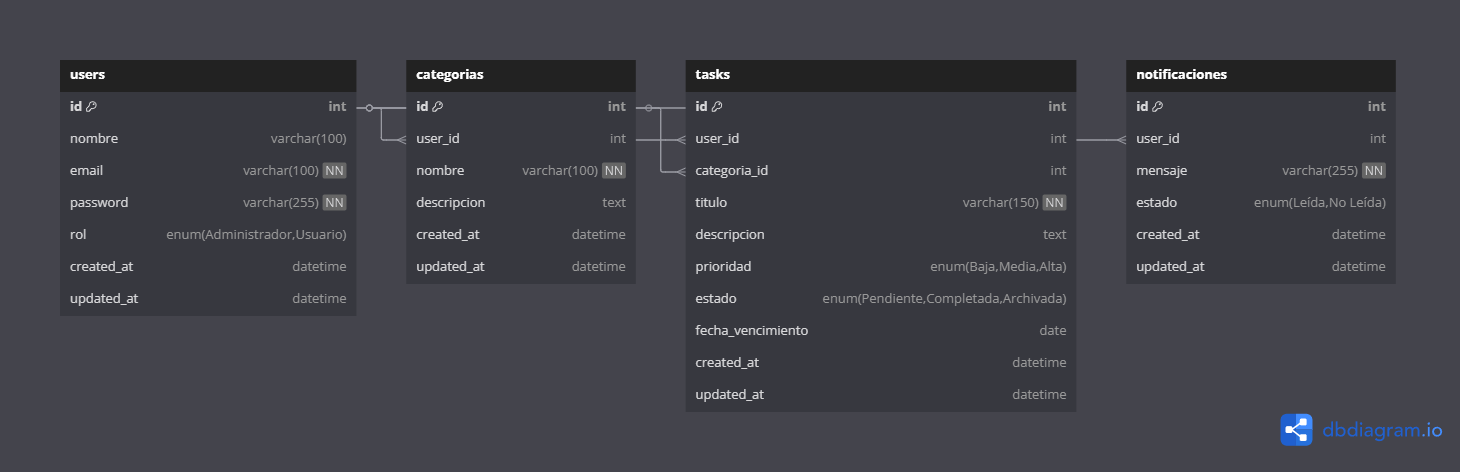 users
id int
nombre varchar(100)
email varchar(100) NN
password varchar(255) NN
rol enum(Administrador,Usuario)
created_at datetime
updated_at datetime
categorias
id int
user_id int
nombre varchar(100) NN
descripcion text
created_at datetime
updated_at datetime
tasks
id int
user_id int
categoria_id int
titulo varchar(150) NN
descripcion text
prioridad enum(Baja,Media,Alta)
estado enum(Pendiente,Completada,Archivada)
fecha_vencimiento date
created_at datetime
updated_at datetime
notificaciones
id int
user_id int
mensaje varchar(255) NN
estado enum(Leída,No Leída)
created_at datetime
updated_at datetime
dbdiagram.io